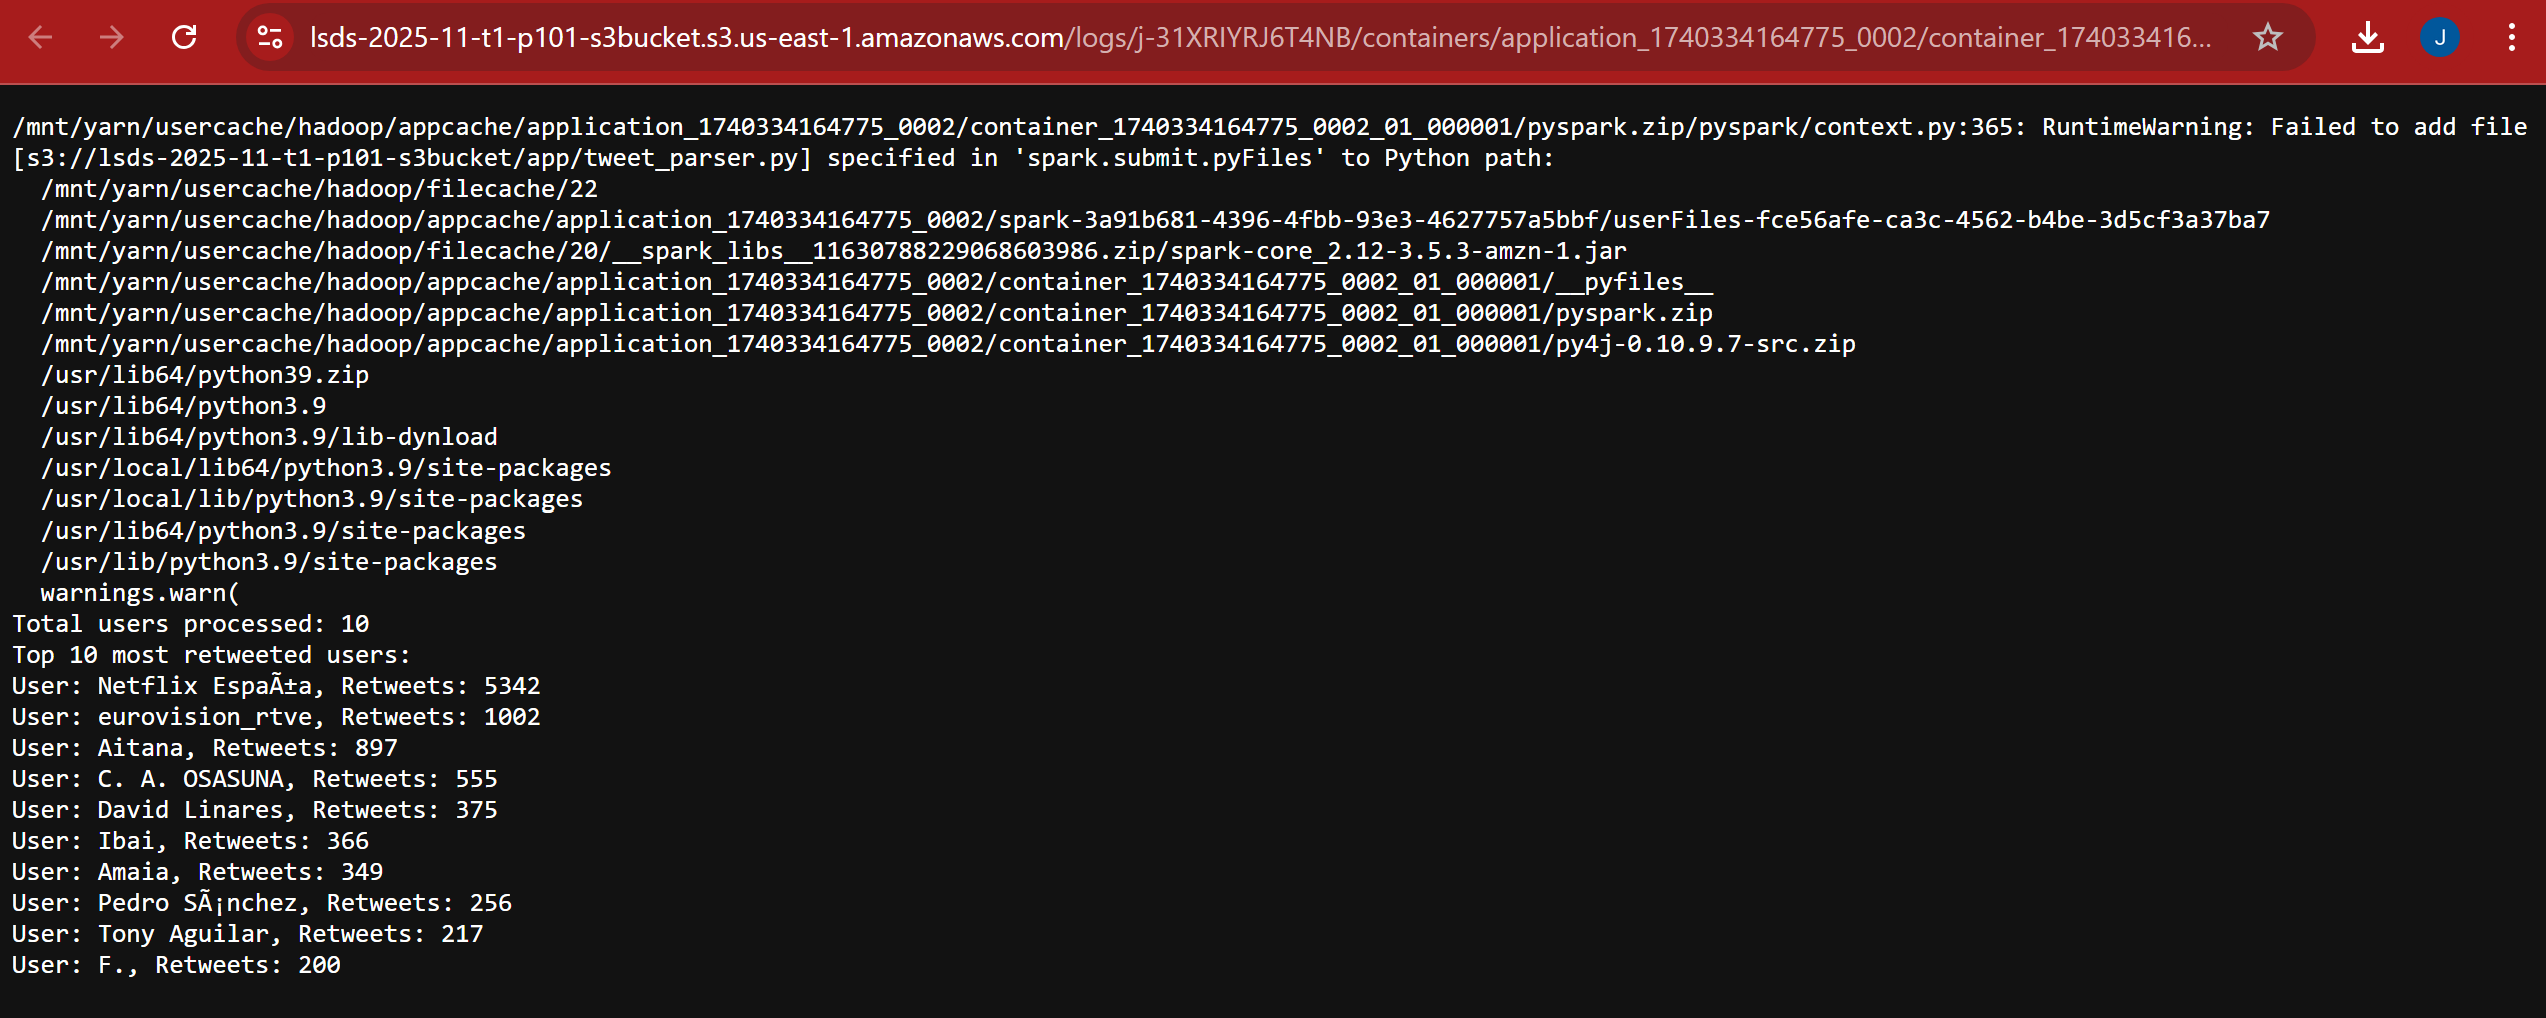 lsds-2025-11-t1-p101-s3bucket.s3.us-east-1.amazonaws.com/logs/j-31XRIYRJ6T4NB/containers/application_1740334164775_0002/container_174033416...
J
/mnt/yarn/usercache/hadoop/appcache/application_1740334164775_0002/container_1740334164775_0002_01_000001/pyspark.zip/pyspark/context.py:365: RuntimeWarning: Failed to add file
[s3://lsds-2025-11-t1-p101-s3bucket/app/tweet_parser.py] specified in 'spark.submit.pyFiles' to Python path:
/mnt/yarn/usercache/hadoop/filecache/22
/mnt/yarn/usercache/hadoop/appcache/application_1740334164775_0002/spark-3a91b681-4396-4fbb-93e3-4627757a5bbf/userFiles-fce56afe-ca3c-4562-b4be-3d5cf3a37ba7
/mnt/yarn/usercache/hadoop/filecache/20/__spark_libs__11630788229068603986.zip/spark-core_2.12-3.5.3-amzn-1.jar
/mnt/yarn/usercache/hadoop/appcache/application_1740334164775_0002/container_1740334164775_0002_01_000001/__pyfiles__
/mnt/yarn/usercache/hadoop/appcache/application_1740334164775_0002/container_1740334164775_0002_01_000001/pyspark.zip
/mnt/yarn/usercache/hadoop/appcache/application_1740334164775_0002/container_1740334164775_0002_01_000001/py4j-0.10.9.7-src.zip
/usr/lib64/python39.zip
/usr/lib64/python3.9
/usr/lib64/python3.9/lib-dynload
/usr/local/lib64/python3.9/site-packages
/usr/local/lib/python3.9/site-packages
/usr/lib64/python3.9/site-packages
/usr/lib/python3.9/site-packages
warnings.warn(
Total users processed: 10
Top 10 most retweeted users:
User: Netflix EspaÃ±a, Retweets: 5342
User: eurovision_rtve, Retweets: 1002
User: Aitana, Retweets: 897
User: C. A. OSASUNA, Retweets: 555
User: David Linares, Retweets: 375
User: Ibai, Retweets: 366
User: Amaia, Retweets: 349
User: Pedro SÃ¡nchez, Retweets: 256
User: Tony Aguilar, Retweets: 217
User: F., Retweets: 200